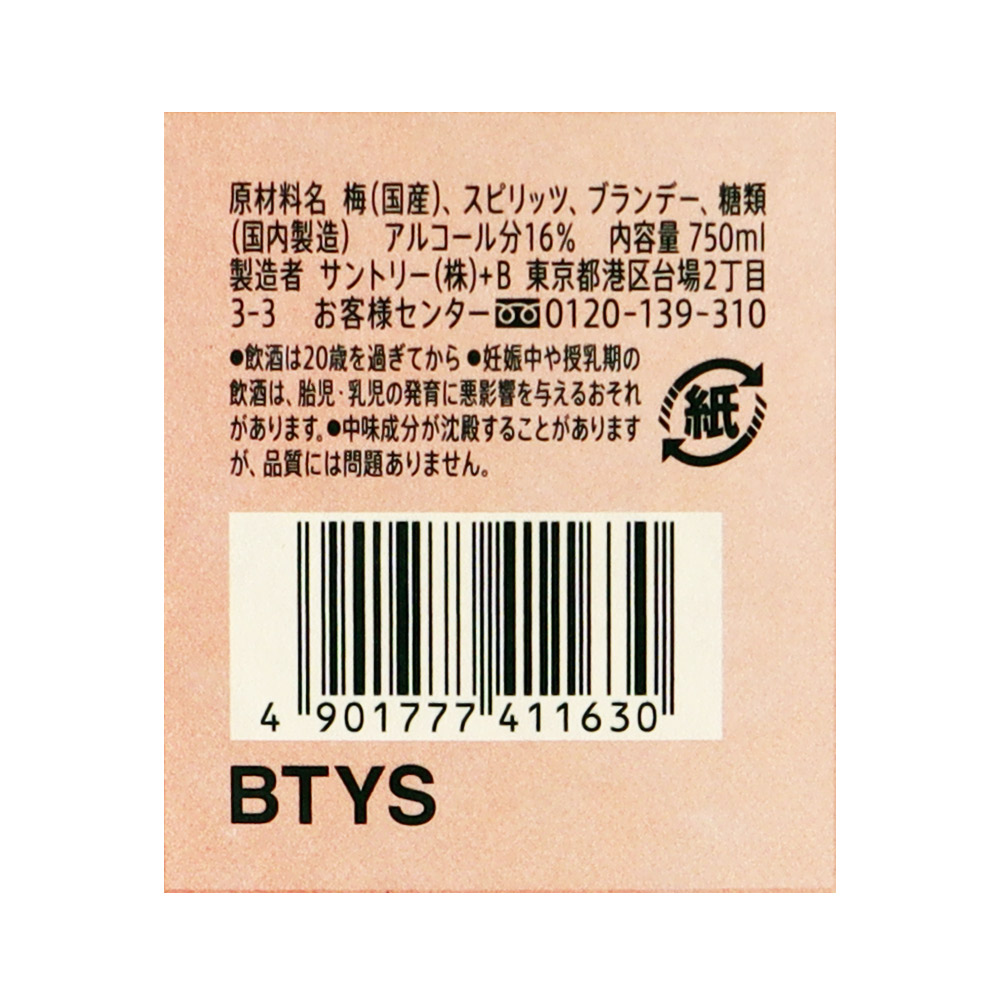 原材料名 梅(国産)、スピリッツ、ブランデー、糖類
(国内製造) アルコール分16% 内容量 750ml
製造者 サントリー(株)+B 東京都港区台場2丁目
3-3 お客様センター 0120-139-310
●飲酒は20歳を過ぎてから ●妊娠中や授乳期の
飲酒は、胎児・乳児の発育に悪影響を与えるおそれ
があります。●中味成分が沈殿することがあります
が、品質には問題ありません。
紙
4 901777 411630
BTYS